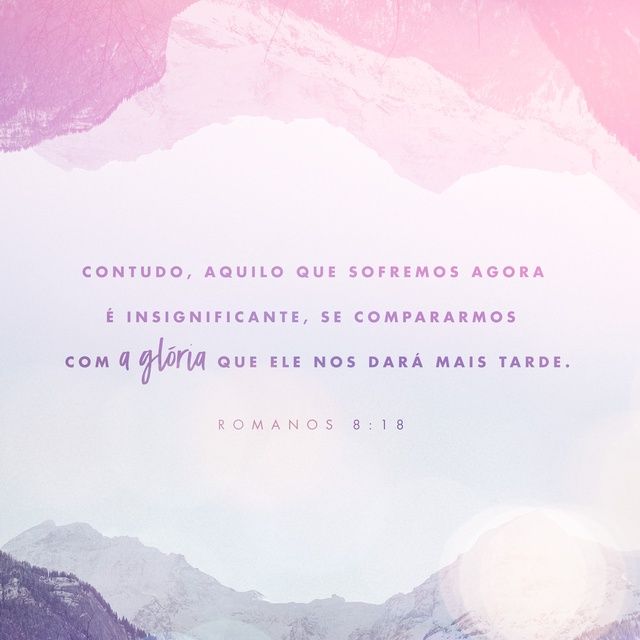 CONTUDO, AQUILO QUE SOFREMOS AGORA
É INSIGNIFICANTE, SE COMPARARMOS
COM a glória QUE ELE NOS DARÁ MAIS TARDE.
ROMANOS 8:18